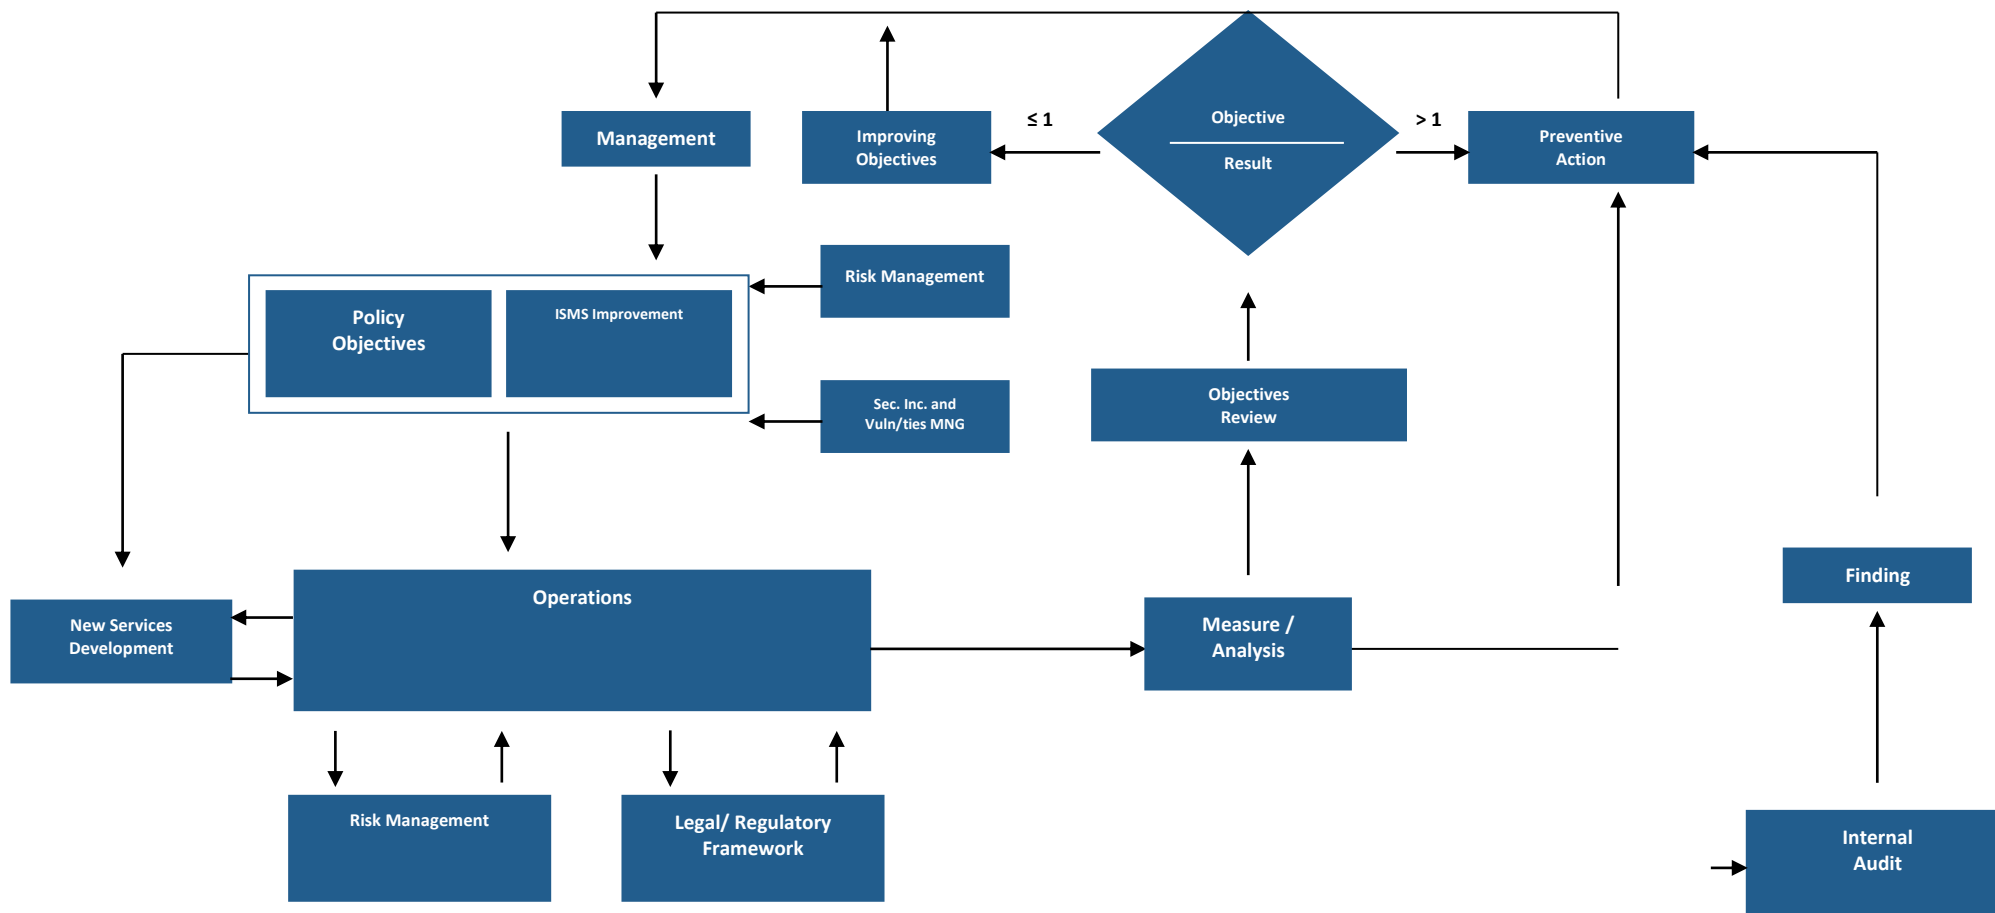 Management
Improving
Objectives
≤ 1
Objective
Result
> 1
Preventive
Action
Risk Management
Policy
Objectives
ISMS Improvement
Sec. Inc. and
Vuln/ties MNG
Objectives
Review
New Services
Development
Operations
Measure /
Analysis
Finding
Risk Management
Legal/ Regulatory
Framework
Internal
Audit